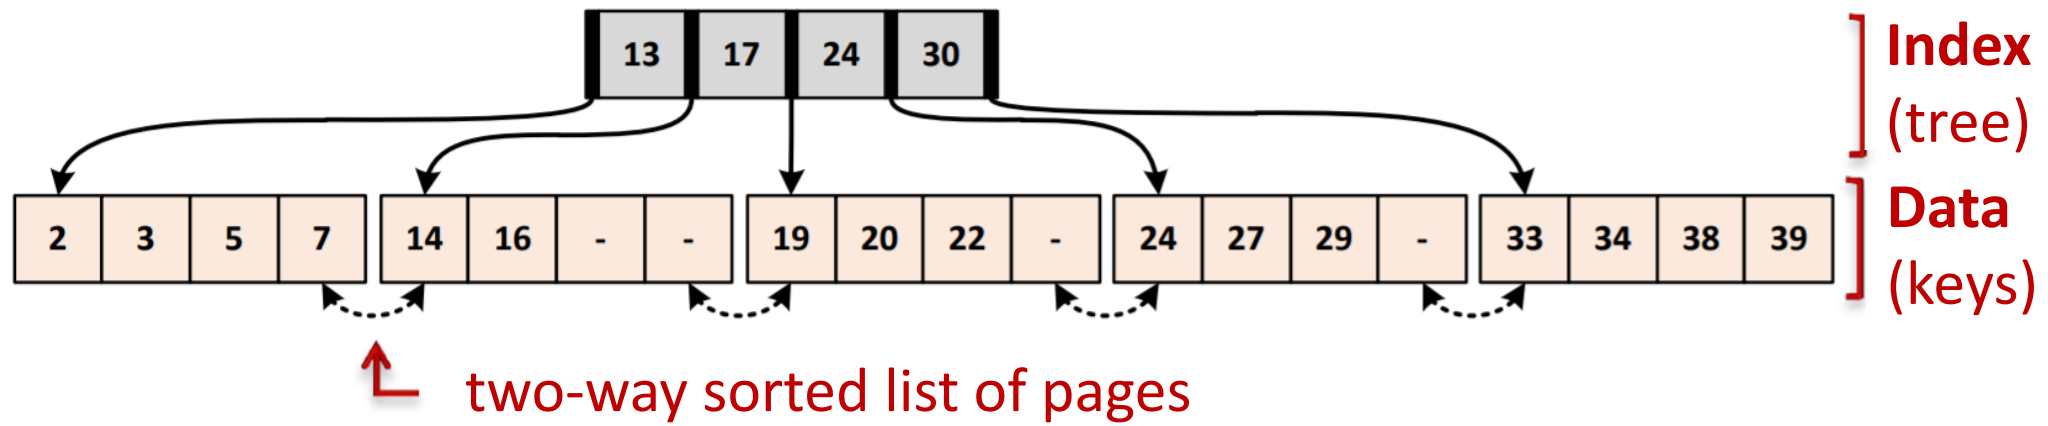 13 17 24 30
Index
(tree)
2 3 5 7 14 16 - - 19 20 22 - 24 27 29 - 33 34 38 39
Data
(keys)
two-way sorted list of pages